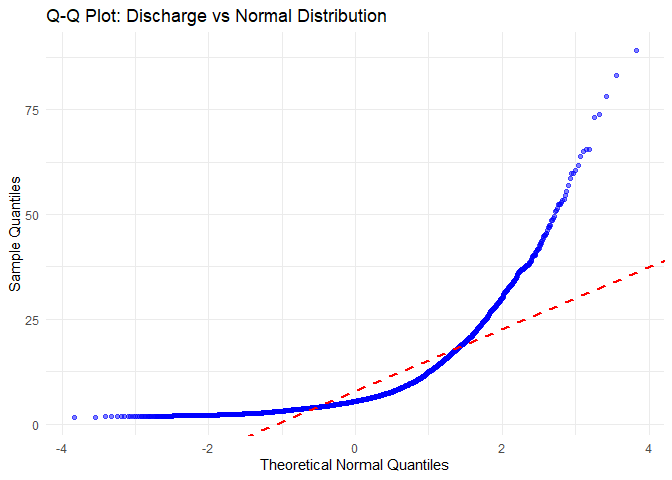 Q-Q Plot: Discharge vs Normal Distribution
Sample Quantiles
75
50
25
0
-4 -2 0 2 4
Theoretical Normal Quantiles